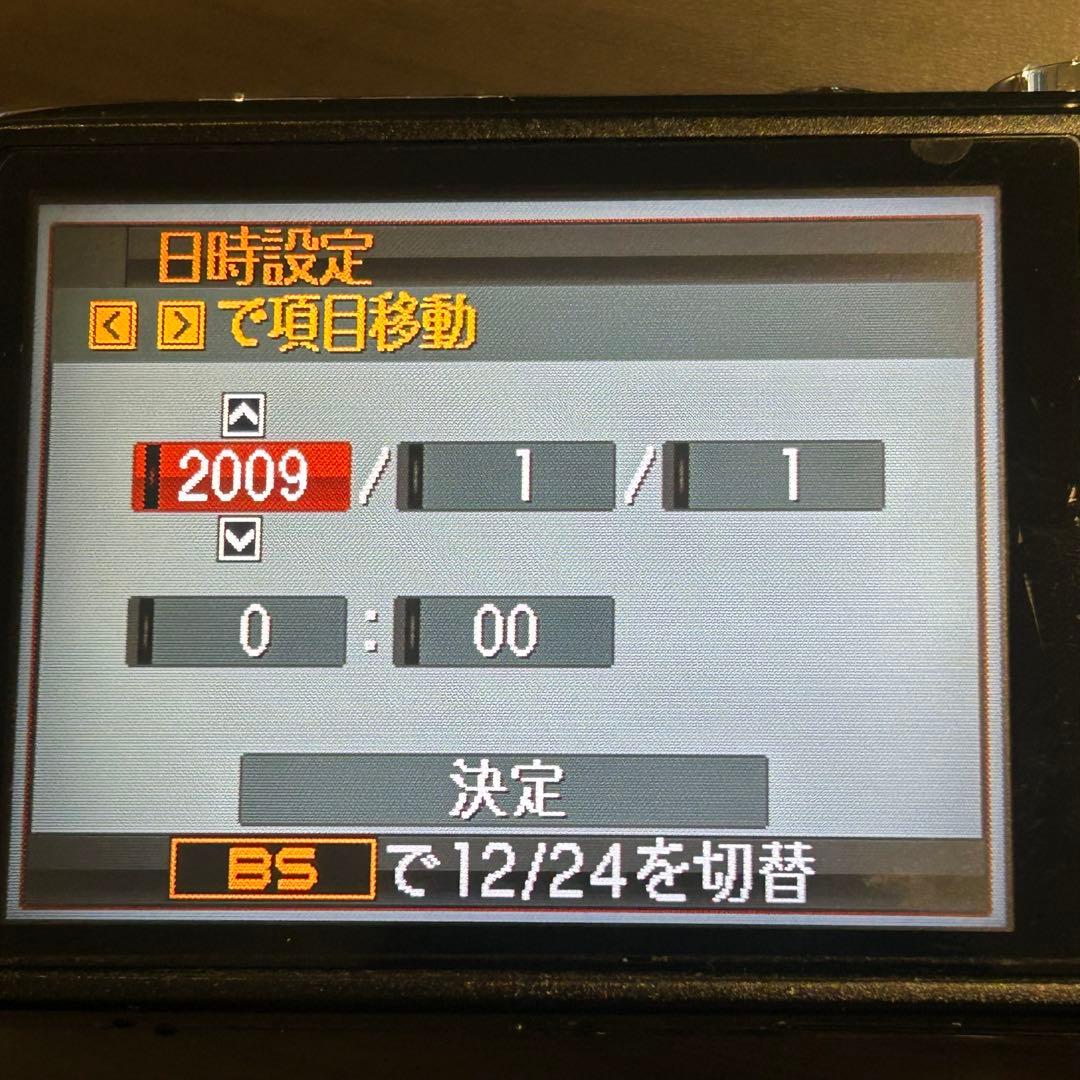 日時設定
< > で項目移動
2009 / 1 / 1
0 : 00
決定
BS で12/24を切替